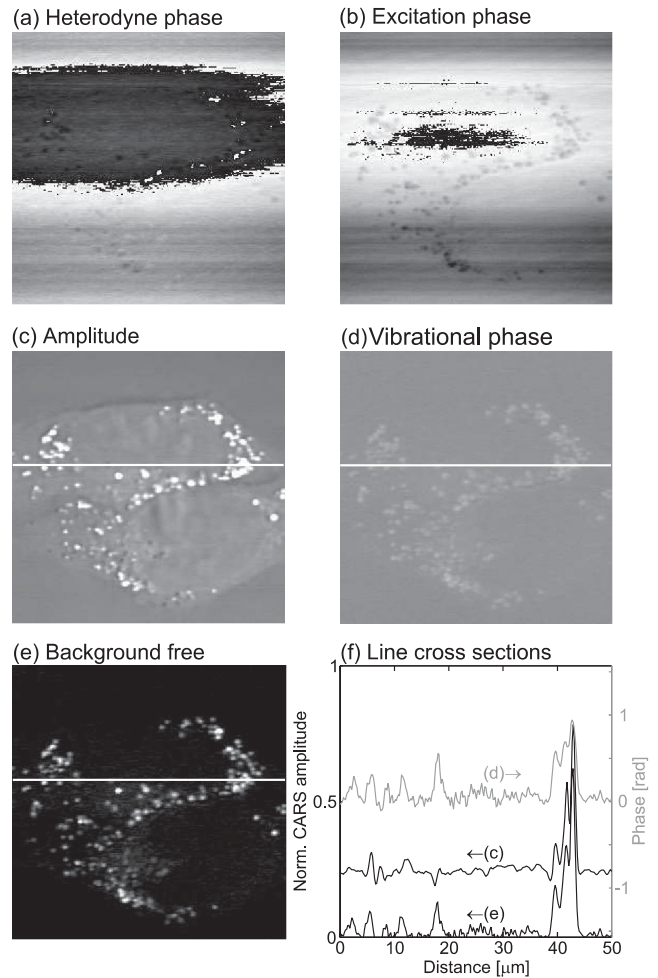 (a) Heterodyne phase
(b) Excitation phase
(c) Amplitude
(d) Vibrational phase
(e) Background free
(f) Line cross sections
Norm. CARS amplitude
1
0.5
0
(d)→
←(c)
←(e)
1
0
-1
Phase [rad]
0 10 20 30 40 50
Distance [µm]